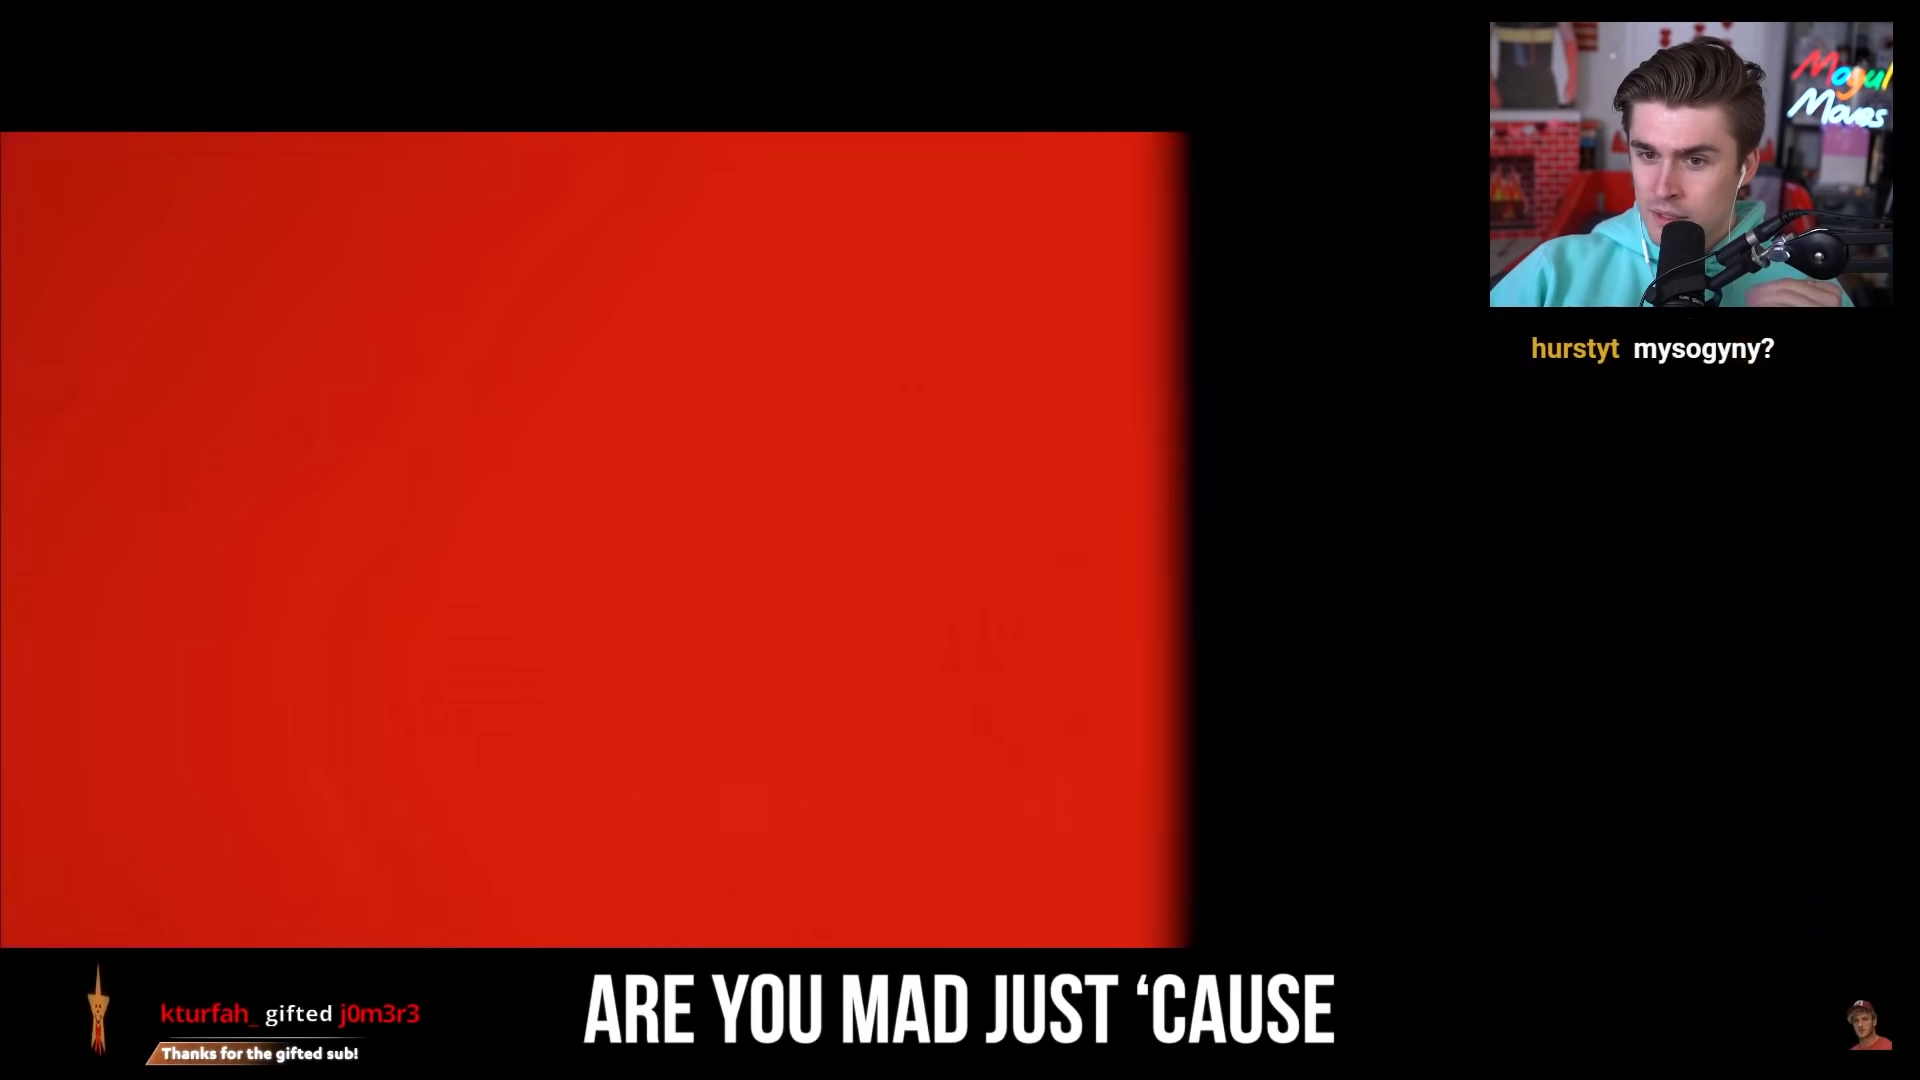 Mogul
Moves
hurstyt mysogyny?
ARE YOU MAD JUST ‘CAUSE
kturfah_ gifted j0m3r3
Thanks for the gifted sub!